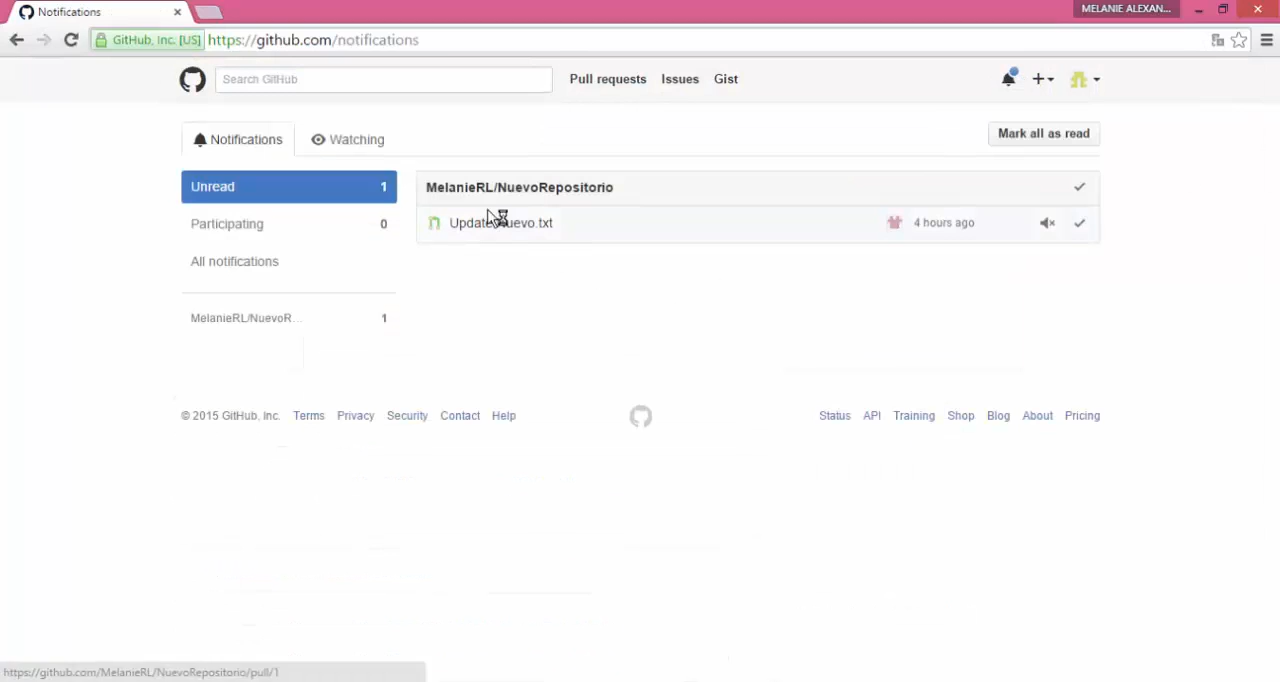 Notifications
MELANIE ALEXAN...
GitHub, Inc. [US] https://github.com/notifications
Search GitHub
Pull requests Issues Gist
Notifications Watching
Mark all as read
Unread 1
MelanieRL/NuevoRepositorio
Participating 0
Update nuevo.txt 4 hours ago
All notifications
MelanieRL/NuevoR... 1
© 2015 GitHub, Inc. Terms Privacy Security Contact Help
Status API Training Shop Blog About Pricing
https://github.com/MelanieRL/NuevoRepositorio/pull/1